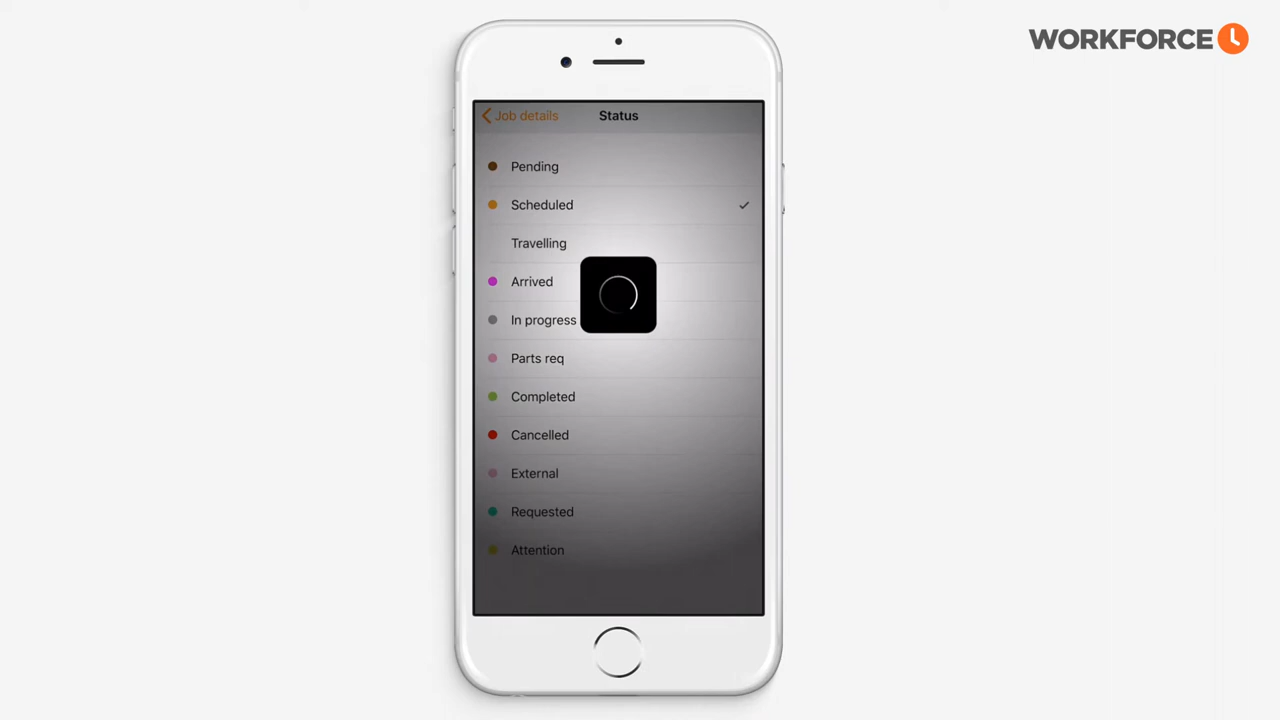 WORKFORCE
Job details
Status
Pending
Scheduled
Travelling
Arrived
In progress
Parts req
Completed
Cancelled
External
Requested
Attention